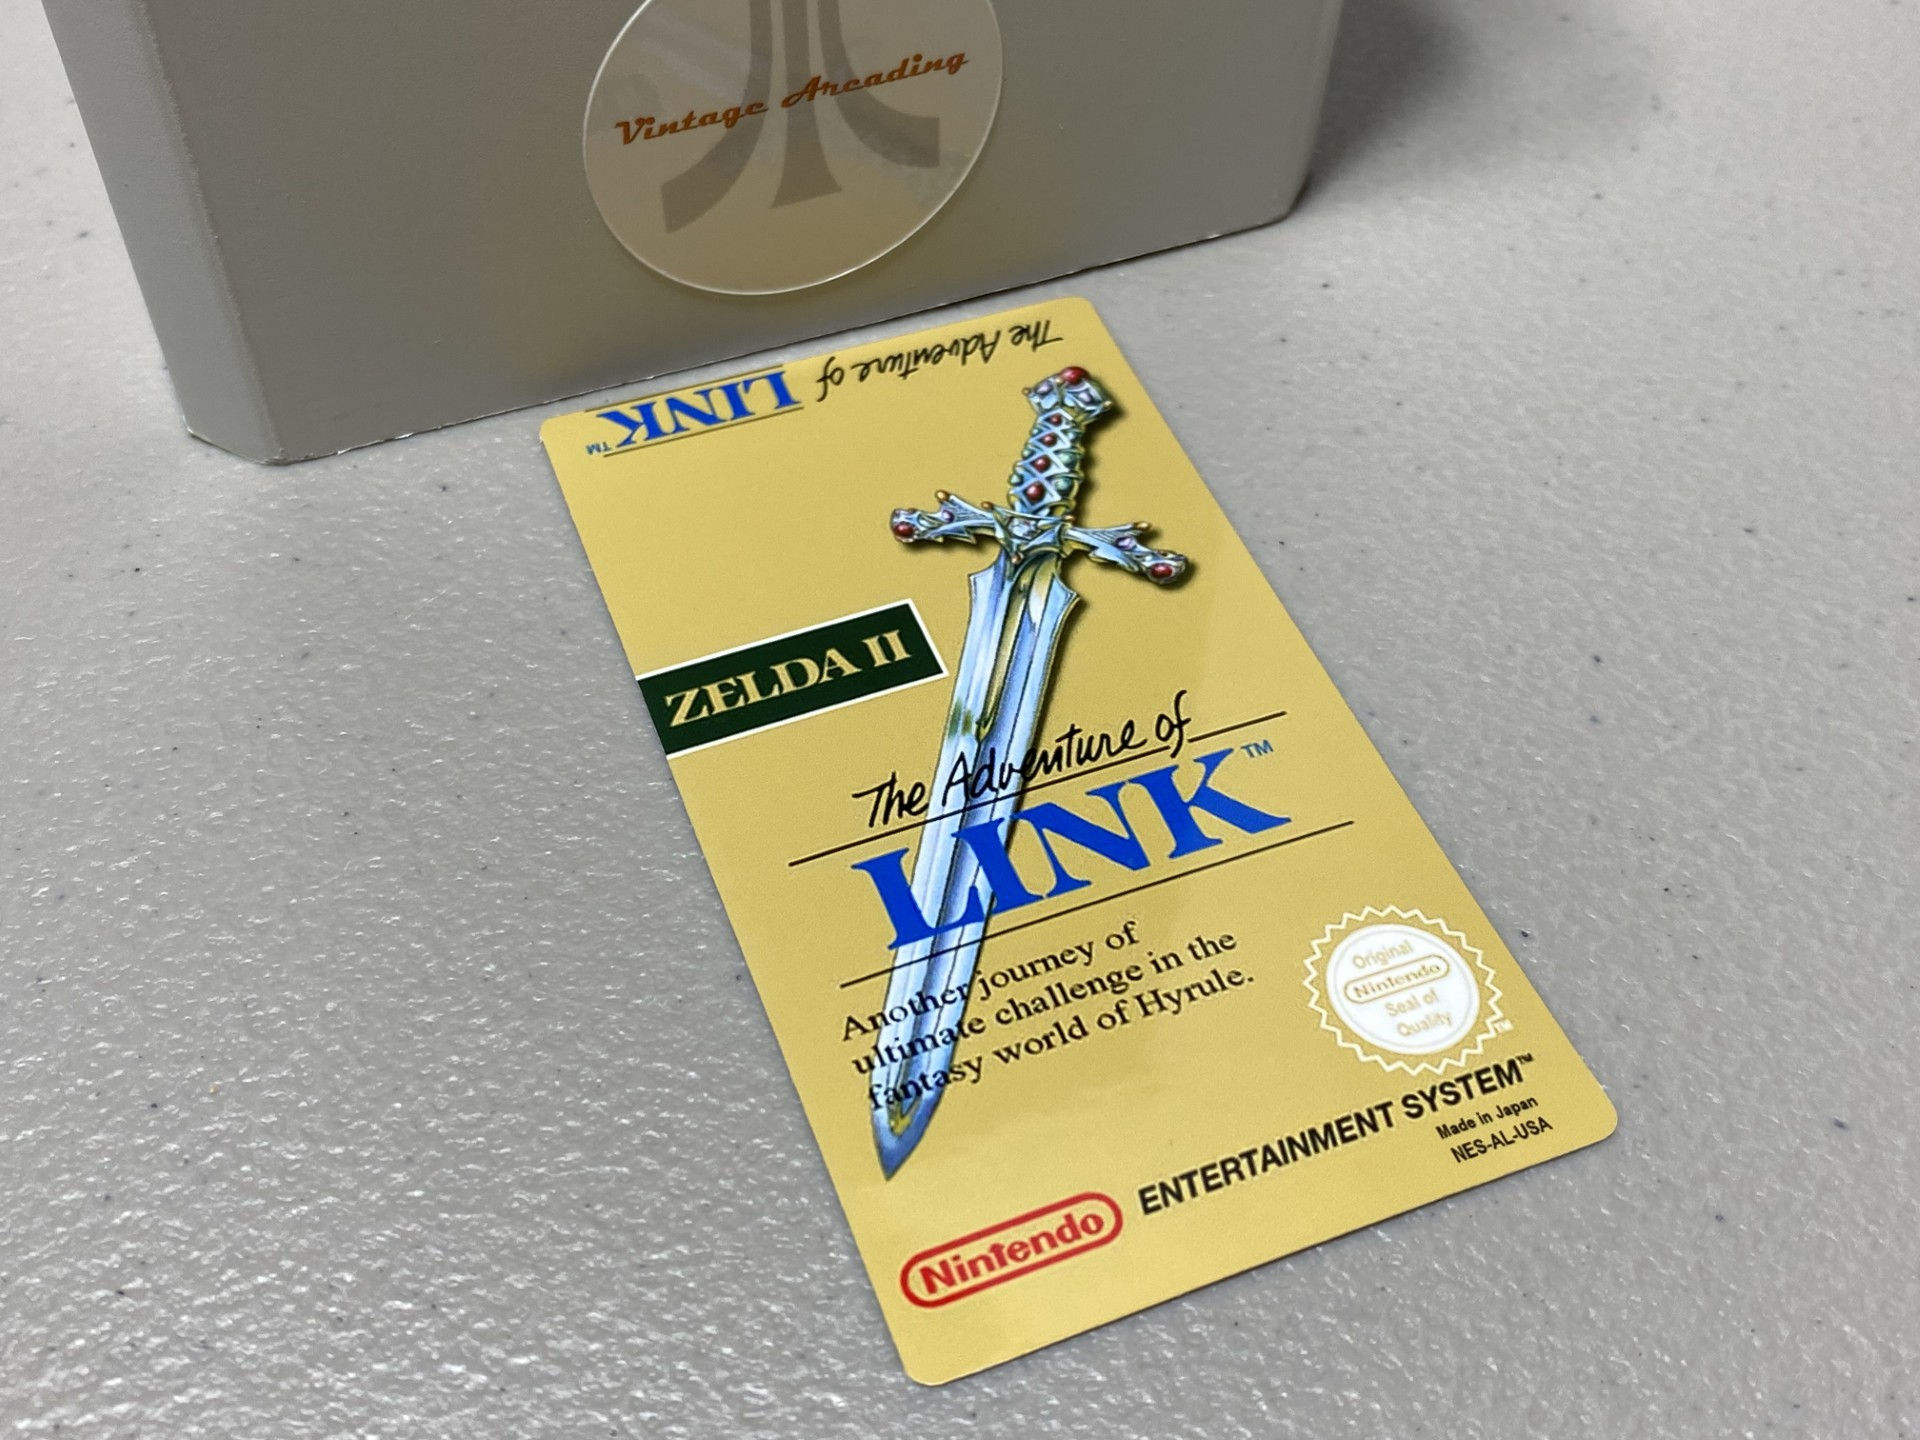 Vintage Arcading
The Adventure of
LINK™
ZELDA II
The Adventure of
LINK™
Another journey of
ultimate challenge in the
fantasy world of Hyrule.
Original
Nintendo
Seal of
Quality
TM
Nintendo ENTERTAINMENT SYSTEM™
Made in Japan
NES-AL-USA